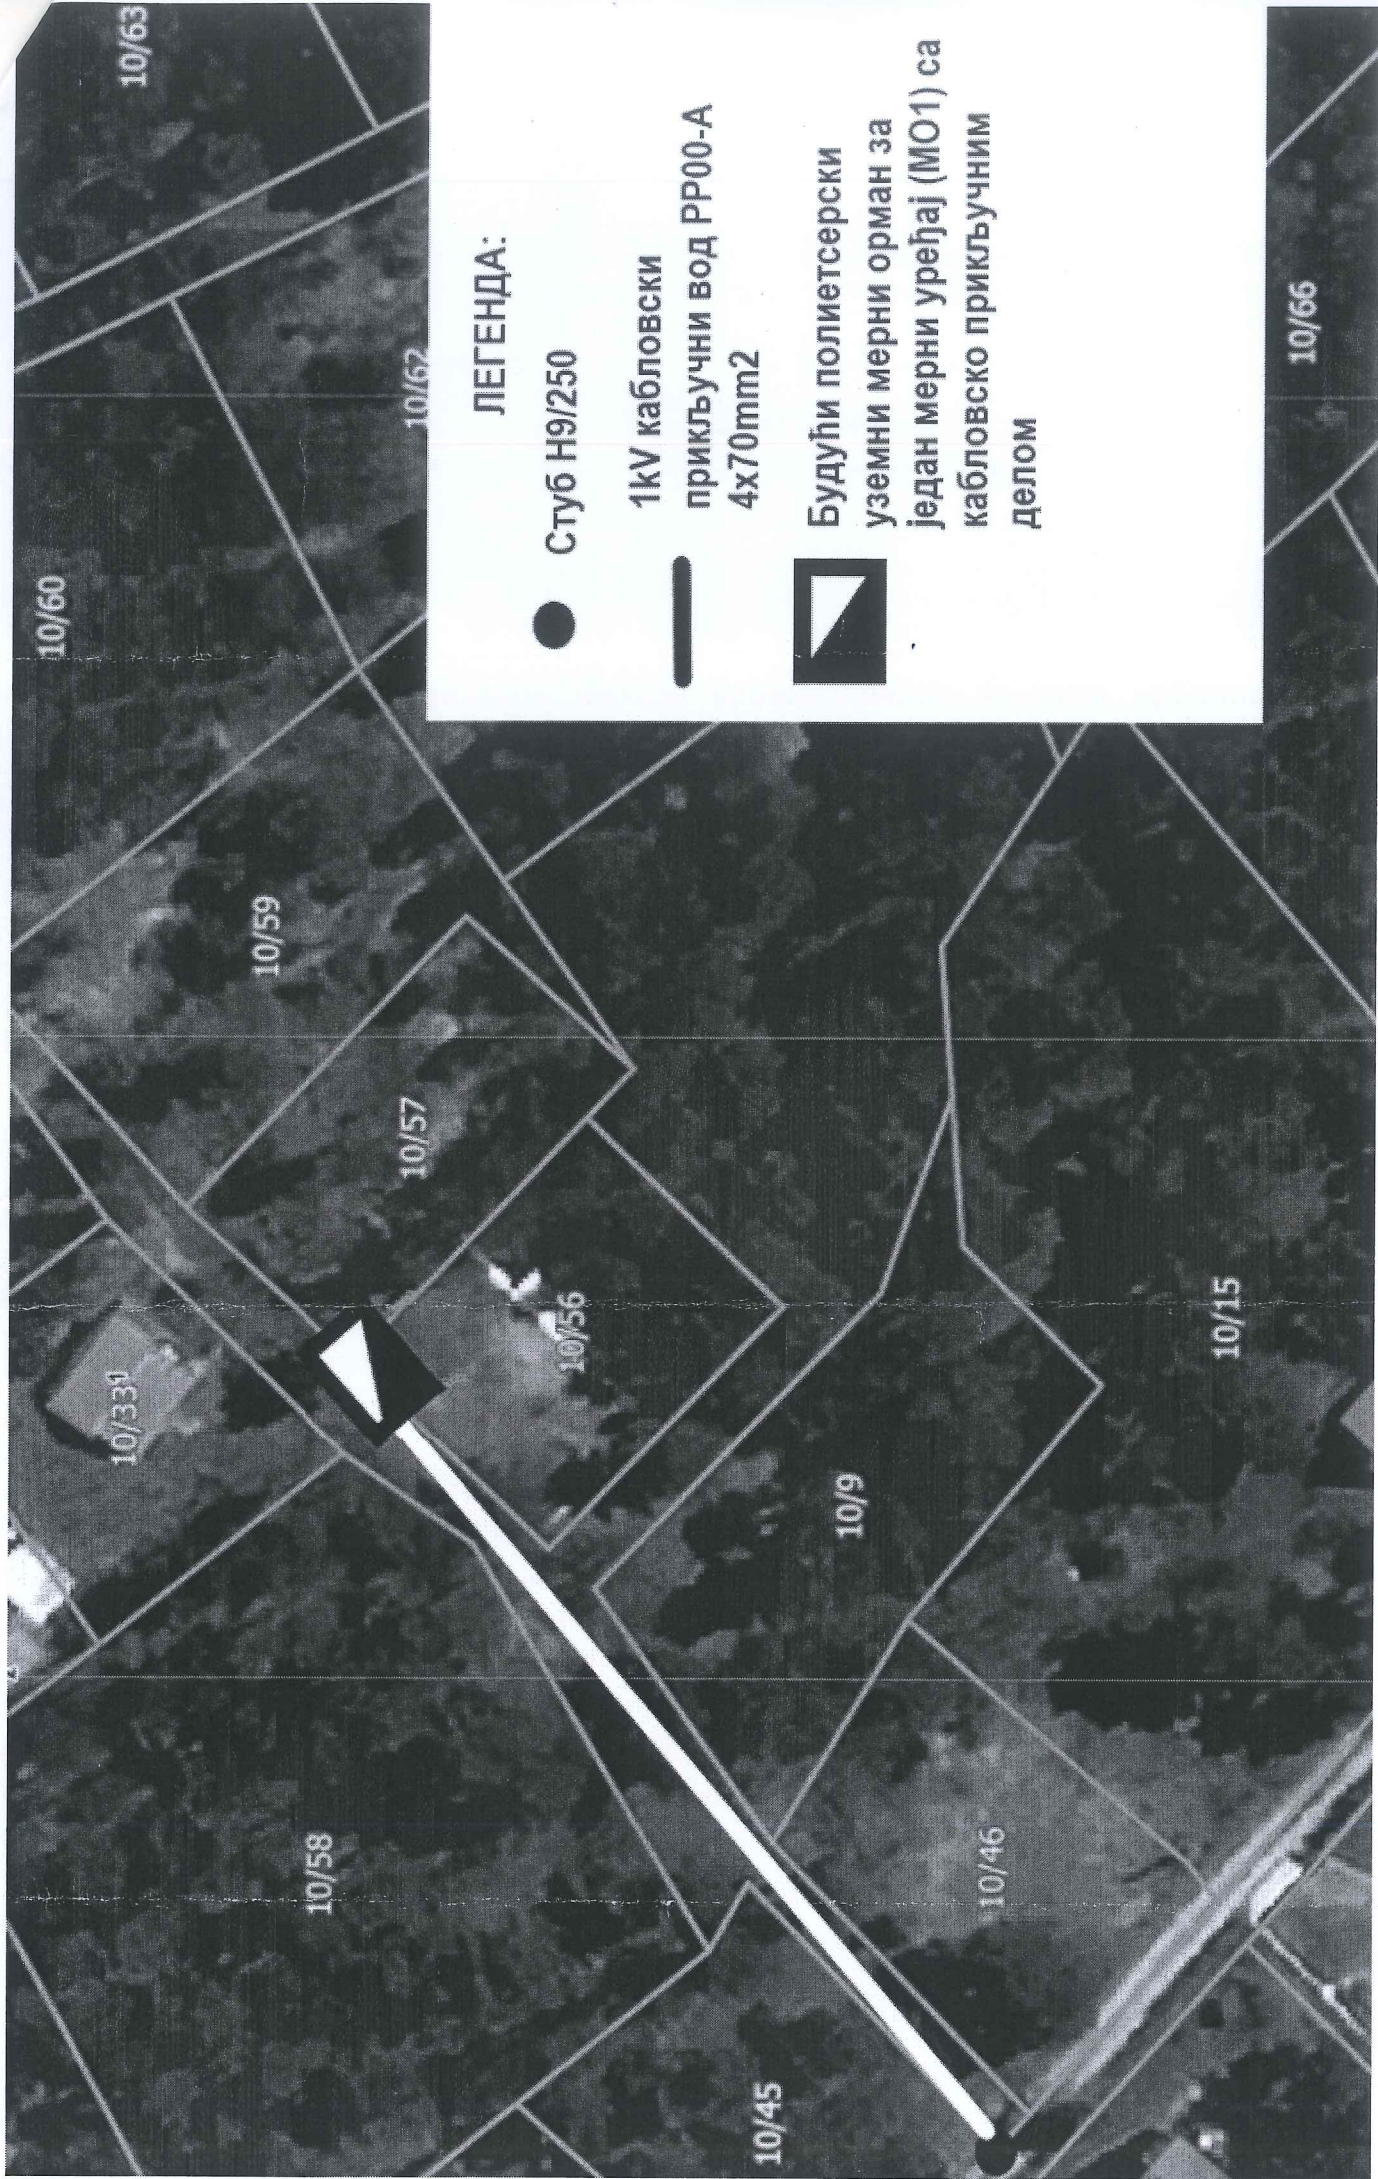 ЛЕГЕНДА:
Стуб Н9/250
1kV кабловски
прикључни вод PP00-A
4x70mm2
Будући полиетсерски
уземни мерни орман за
један мерни уређај (МО1) са
кабловско прикључним
делом
10/63
10/60
10/62
10/59
10/66
10/57
10/33¹
10/56
10/15
10/9
10/58
10/46
10/45